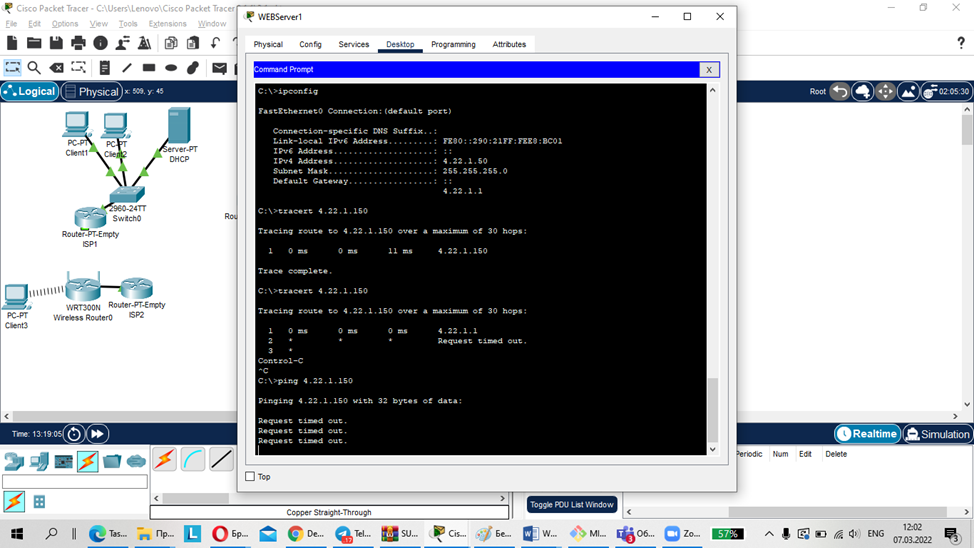 Cisco Packet Tracer - C:\Users\Lenovo\Cisco Pack
File Edit Options View Tools Extensions Window
Logical Physical x: 509, y: 45
Root
02:05:30
PC-PT
Client1
PC-PT
Client2
Server-PT
DHCP
2960-24TT
Switch0
Router-PT-Empty
ISP1
Rou
PC-PT
Client3
WRT300N
Wireless Router0
Router-PT-Empty
ISP2
WEBServer1
Physical Config Services Desktop Programming Attributes
Command Prompt
X
C:\>ipconfig
FastEthernet0 Connection:(default port)
Connection-specific DNS Suffix..:
Link-local IPv6 Address.........: FE80::290:21FF:FEE8:BC01
IPv6 Address....................: ::
IPv4 Address....................: 4.22.1.50
Subnet Mask.....................: 255.255.255.0
Default Gateway.................: ::
4.22.1.1
C:\>tracert 4.22.1.150
Tracing route to 4.22.1.150 over a maximum of 30 hops:
1 0 ms 0 ms 11 ms 4.22.1.150
Trace complete.
C:\>tracert 4.22.1.150
Tracing route to 4.22.1.150 over a maximum of 30 hops:
1 0 ms 0 ms 0 ms 4.22.1.1
2 * * * Request timed out.
3 *
Control-C
^C
C:\>ping 4.22.1.150
Pinging 4.22.1.150 with 32 bytes of data:
Request timed out.
Request timed out.
Request timed out.
Top
Time: 13:19:05
Realtime Simulation
Periodic Num Edit Delete
Toggle PDU List Window
Copper Straight-Through
Tas...
Пр...
L
Бр...
De...
17
Tel...
SU...
Cis...
Бе...
W...
MI...
Об...
Zo...
57%
ENG
12:02
07.03.2022
3